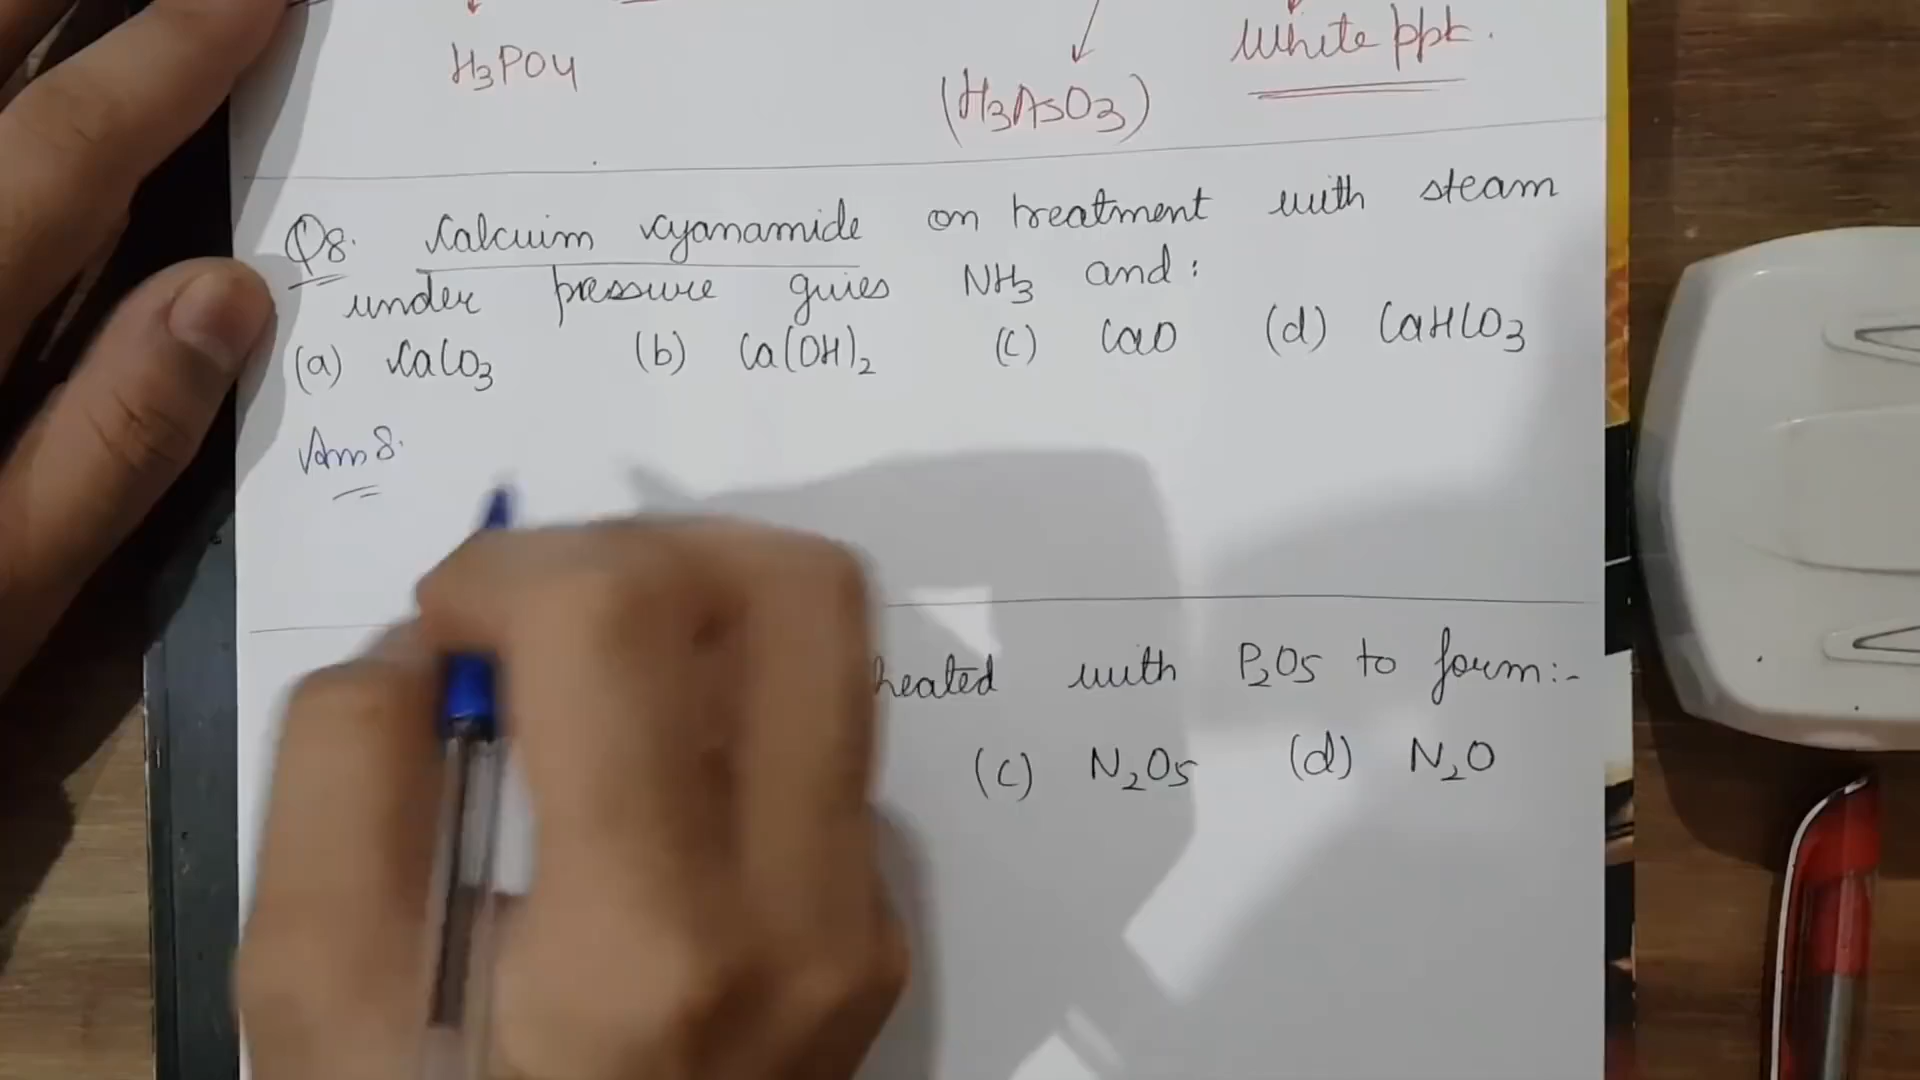 H3PO4
(H3AsO3)
White ppt.
Q8. Calcuim cyanamide on treatment with steam
under pressure gives NH3 and :
(a) CaCO3 (b) Ca(OH)2 (c) CaO (d) CaHCO3
Ans 8.
heated with P2O5 to form:-
(c) N2O5 (d) N2O